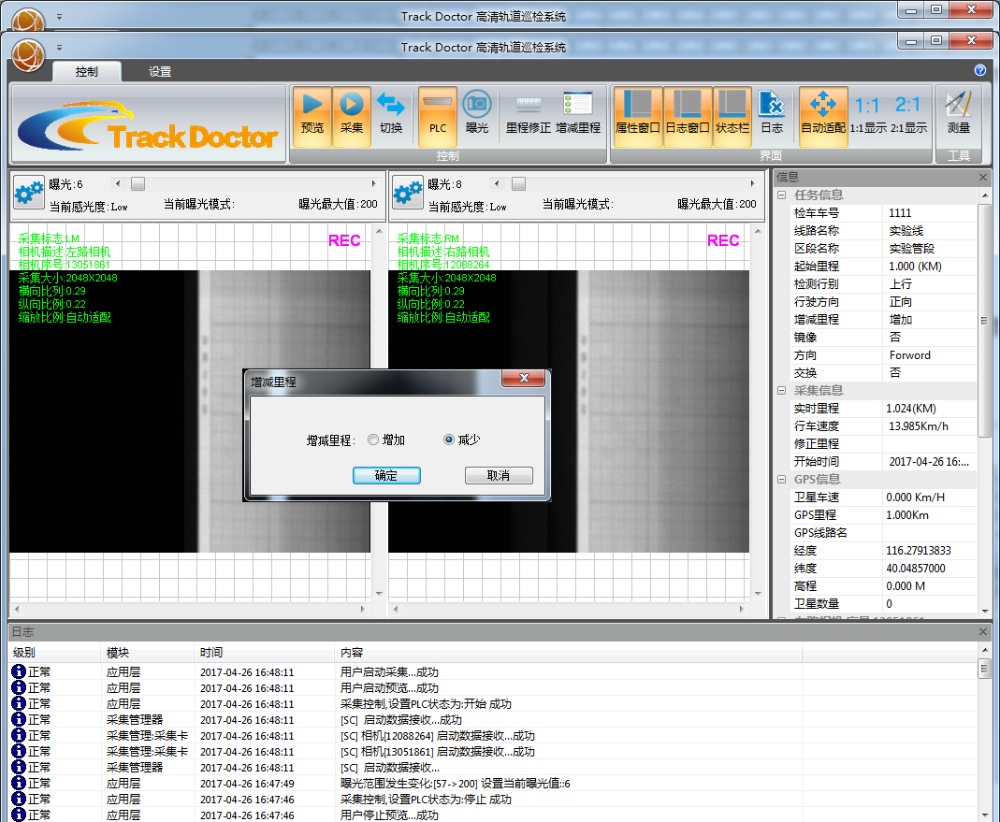 Track Doctor 高清轨道巡检系统
Track Doctor 高清轨道巡检系统
控制 设置
Track Doctor
预览 采集 切换 PLC 曝光 里程修正 增减里程
控制
属性窗口 日志窗口 状态栏 日志 自动适配 1:1 1:1显示 2:1 2:1显示
界面
测量
工具
曝光:6
当前感光度:Low 当前曝光模式: 曝光最大值:200
曝光:8
当前感光度:Low 当前曝光模式: 曝光最大值:200
采集标志:LM
相机描述:左路相机
相机序号:13051861
采集大小:2048X2048
横向比列:0.29
纵向比例:0.22
缩放比例:自动适配
REC
采集标志:RM
相机描述:右路相机
相机序号:12088264
采集大小:2048X2048
横向比列:0.29
纵向比例:0.22
缩放比例:自动适配
REC
增减里程
增减里程: 增加 减少
确定 取消
信息
任务信息
检车车号 1111
线路名称 实验线
区段名称 实验管段
起始里程 1.000 (KM)
检测行别 上行
行驶方向 正向
增减里程 增加
镜像 否
方向 Forword
交换 否
采集信息
实时里程 1.024(KM)
行车速度 13.985Km/h
修正里程
开始时间 2017-04-26 16:...
GPS信息
卫星车速 0.000 Km/H
GPS里程 1.000Km
GPS线路名
经度 116.27913833
纬度 40.04857000
高程 0.000 M
卫星数量 0
日志
级别 模块 时间 内容
正常 应用层 2017-04-26 16:48:11 用户启动采集...成功
正常 应用层 2017-04-26 16:48:11 用户启动预览...成功
正常 应用层 2017-04-26 16:48:11 采集控制,设置PLC状态为:开始 成功
正常 采集管理器 2017-04-26 16:48:11 [SC] 启动数据接收...成功
正常 采集管理:采集卡 2017-04-26 16:48:11 [SC] 相机[12088264] 启动数据接收...成功
正常 采集管理:采集卡 2017-04-26 16:48:11 [SC] 相机[13051861] 启动数据接收...成功
正常 采集管理器 2017-04-26 16:48:11 [SC] 启动数据接收...
正常 应用层 2017-04-26 16:47:49 曝光范围发生变化:[57->200] 设置当前曝光值::6
正常 应用层 2017-04-26 16:47:46 采集控制,设置PLC状态为:停止 成功
正常 应用层 2017-04-26 16:47:46 用户停止预览...成功